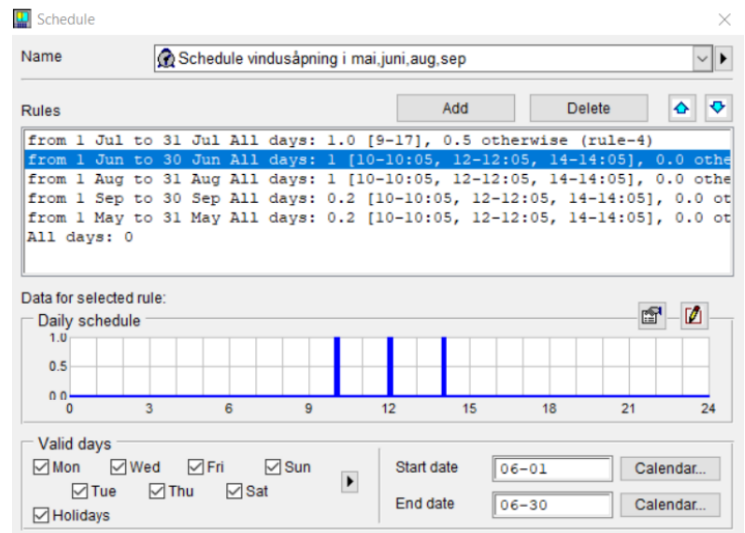 Schedule
Name
Schedule vindusåpning i mai,juni,aug,sep
Rules
Add
Delete
from 1 Jul to 31 Jul All days: 1.0 [9-17], 0.5 otherwise (rule-4)
from 1 Jun to 30 Jun All days: 1 [10-10:05, 12-12:05, 14-14:05], 0.0 othe
from 1 Aug to 31 Aug All days: 1 [10-10:05, 12-12:05, 14-14:05], 0.0 othe
from 1 Sep to 30 Sep All days: 0.2 [10-10:05, 12-12:05, 14-14:05], 0.0 ot
from 1 May to 31 May All days: 0.2 [10-10:05, 12-12:05, 14-14:05], 0.0 ot
All days: 0
Data for selected rule:
Daily schedule
1.0
0.5
0.0
0 3 6 9 12 15 18 21 24
Valid days
Mon Wed Fri Sun
Tue Thu Sat
Holidays
Start date 06-01 Calendar...
End date 06-30 Calendar...